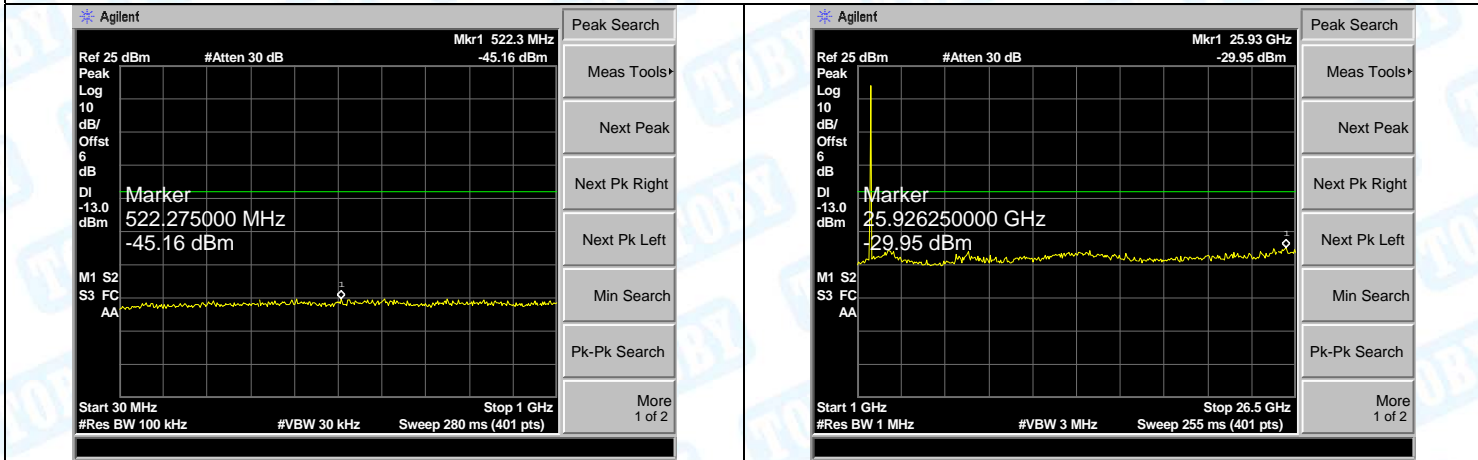 Agilent
Peak Search
Mkr1 522.3 MHz
Ref 25 dBm #Atten 30 dB -45.16 dBm
Peak
Log
10
dB/
Offst
6
dB
DI
-13.0
dBm
Marker
522.275000 MHz
-45.16 dBm
1
M1 S2
S3 FC
AA
Start 30 MHz Stop 1 GHz
#Res BW 100 kHz #VBW 30 kHz Sweep 280 ms (401 pts)
Meas Tools
Next Peak
Next Pk Right
Next Pk Left
Min Search
Pk-Pk Search
More
1 of 2
Agilent
Peak Search
Mkr1 25.93 GHz
Ref 25 dBm #Atten 30 dB -29.95 dBm
Peak
Log
10
dB/
Offst
6
dB
DI
-13.0
dBm
Marker
25.926250000 GHz
-29.95 dBm
1
M1 S2
S3 FC
AA
Start 1 GHz Stop 26.5 GHz
#Res BW 1 MHz #VBW 3 MHz Sweep 255 ms (401 pts)
Meas Tools
Next Peak
Next Pk Right
Next Pk Left
Min Search
Pk-Pk Search
More
1 of 2
TOBY